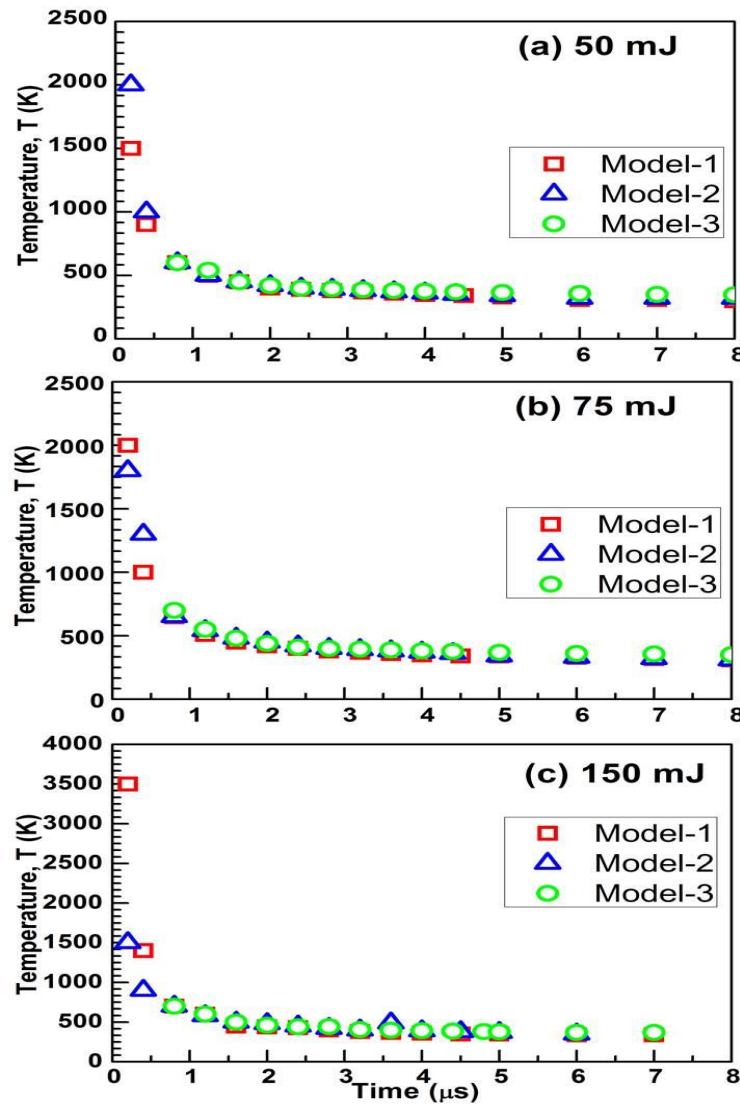 (a) 50 mJ
Temperature, T (K)
2500
2000
1500
1000
500
0
Model-1
Model-2
Model-3
0 1 2 3 4 5 6 7 8
(b) 75 mJ
Temperature, T (K)
2500
2000
1500
1000
500
0
Model-1
Model-2
Model-3
0 1 2 3 4 5 6 7 8
(c) 150 mJ
Temperature, T (K)
4000
3500
3000
2500
2000
1500
1000
500
0
Model-1
Model-2
Model-3
0 1 2 3 4 5 6 7 8
Time (μs)